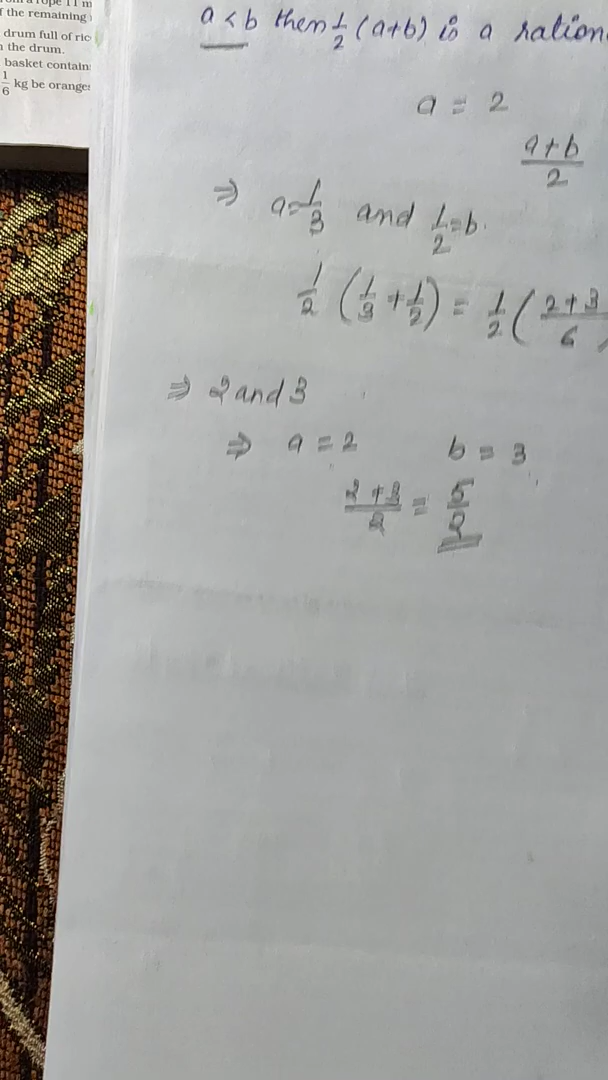 f the remaining
drum full of ric
the drum.
basket contain
1/6 kg be orange
a < b then 1/2 (a+b) is a ration
a = 2
a+b/2
⇒ a=1/3 and 1/2=b.
1/2 (1/3 + 1/2) = 1/2 (2+3/6)
⇒ 2 and 3
⇒ a = 2 b = 3
2+3/2 = 5/2